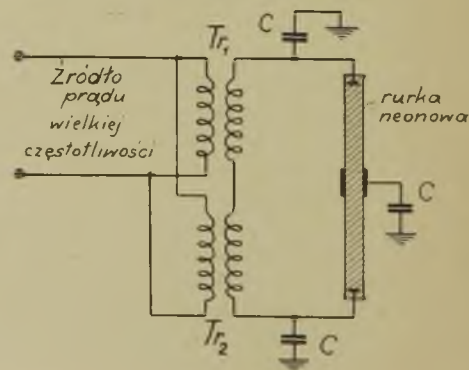 Tr₁
C
Źródło
prądu
wielkiej
częstotliwości
rurka
neonowa
C
Tr₂
C